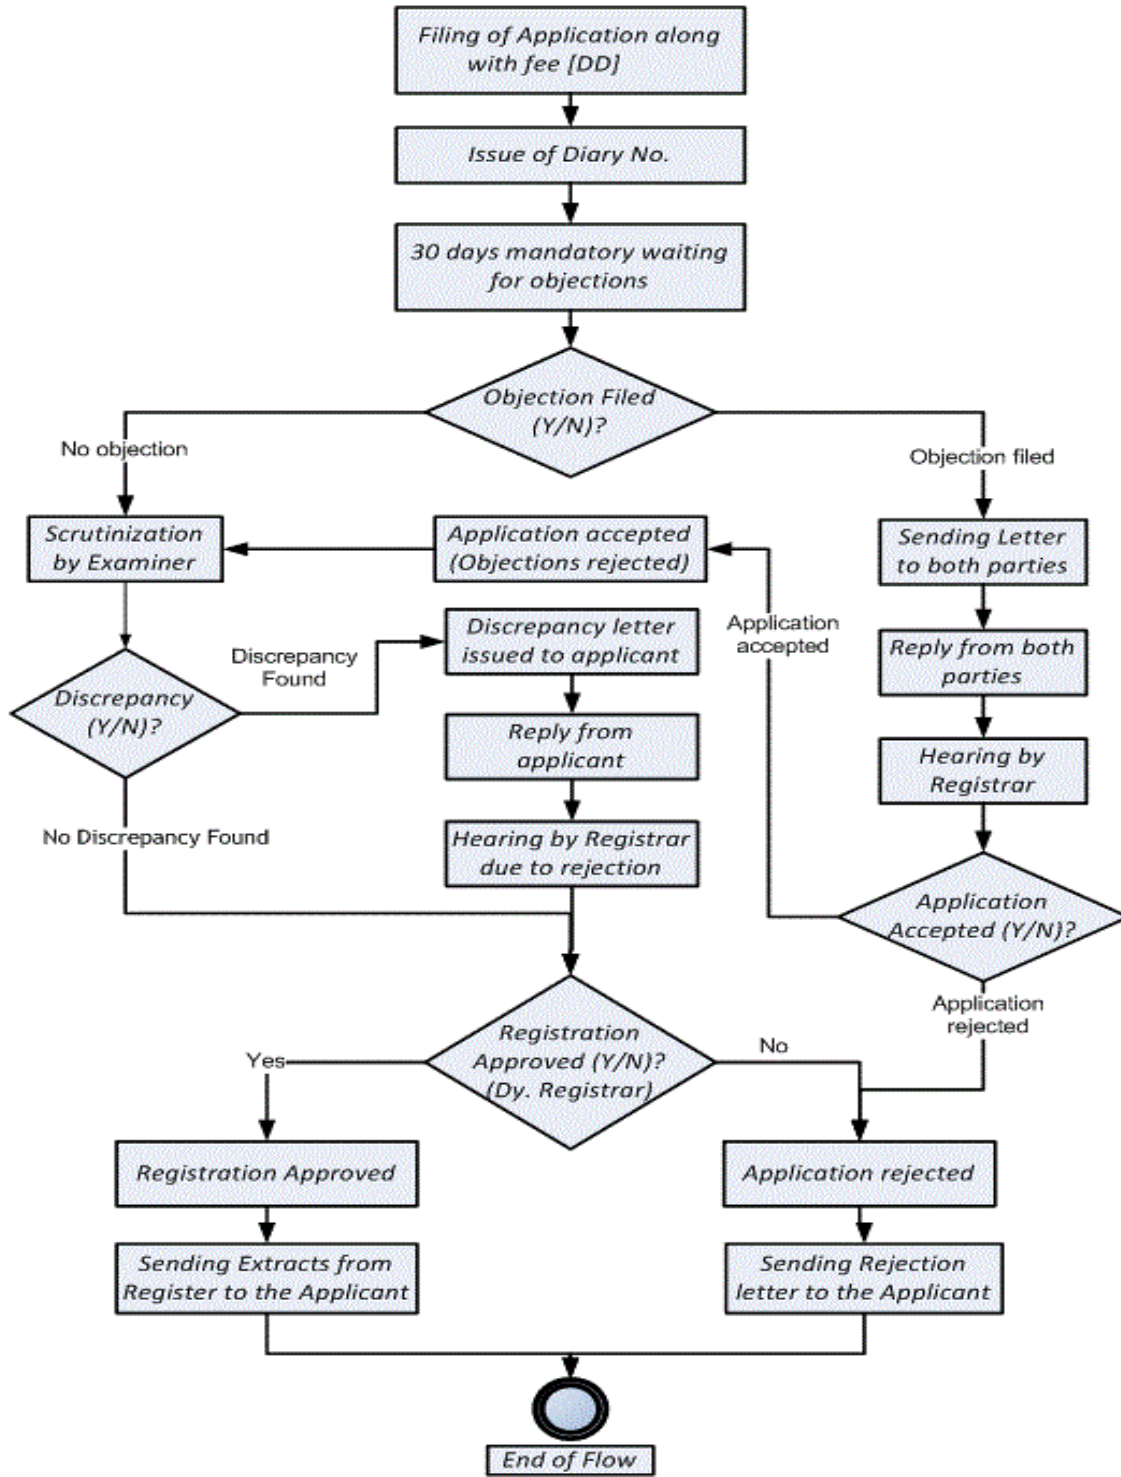 Filing of Application along
with fee [DD]
Issue of Diary No.
30 days mandatory waiting
for objections
Objection Filed
(Y/N)?
No objection
Objection filed
Scrutinization
by Examiner
Application accepted
(Objections rejected)
Sending Letter
to both parties
Discrepancy
Found
Discrepancy letter
issued to applicant
Application
accepted
Reply from both
parties
Discrepancy
(Y/N)?
Reply from
applicant
Hearing by
Registrar
No Discrepancy Found
Hearing by Registrar
due to rejection
Application
Accepted (Y/N)?
Application
rejected
Registration
Approved (Y/N)?
(Dy. Registrar)
Yes
No
Registration Approved
Application rejected
Sending Extracts from
Register to the Applicant
Sending Rejection
letter to the Applicant
End of Flow